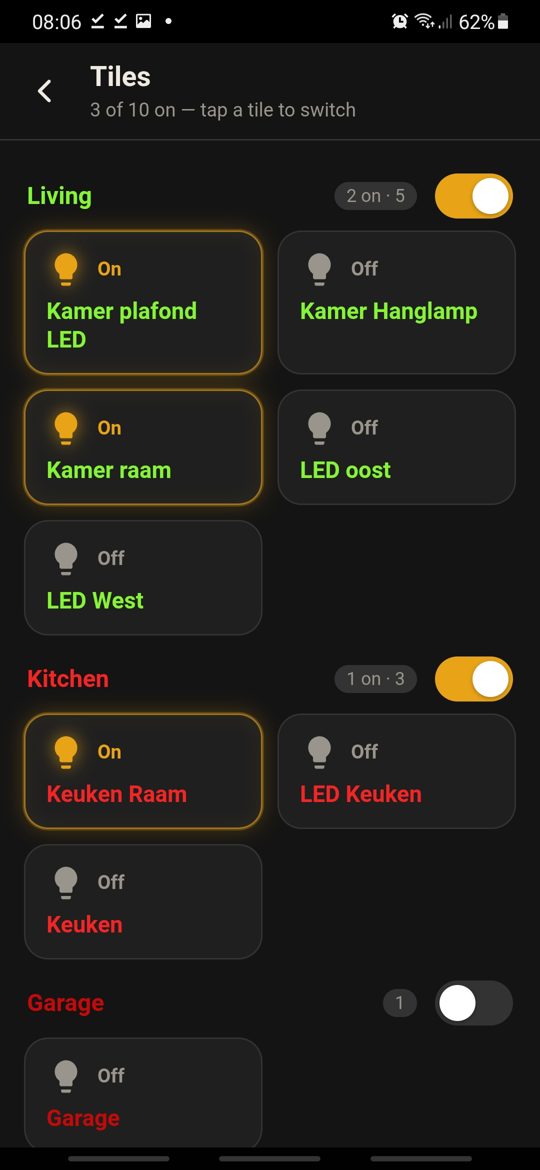 08:06 62%
Tiles
3 of 10 on — tap a tile to switch
Living 2 on · 5
On Off
Kamer plafond Kamer Hanglamp
LED
On Off
Kamer raam LED oost
Off
LED West
Kitchen 1 on · 3
On Off
Keuken Raam LED Keuken
Off
Keuken
Garage 1
Off
Garage